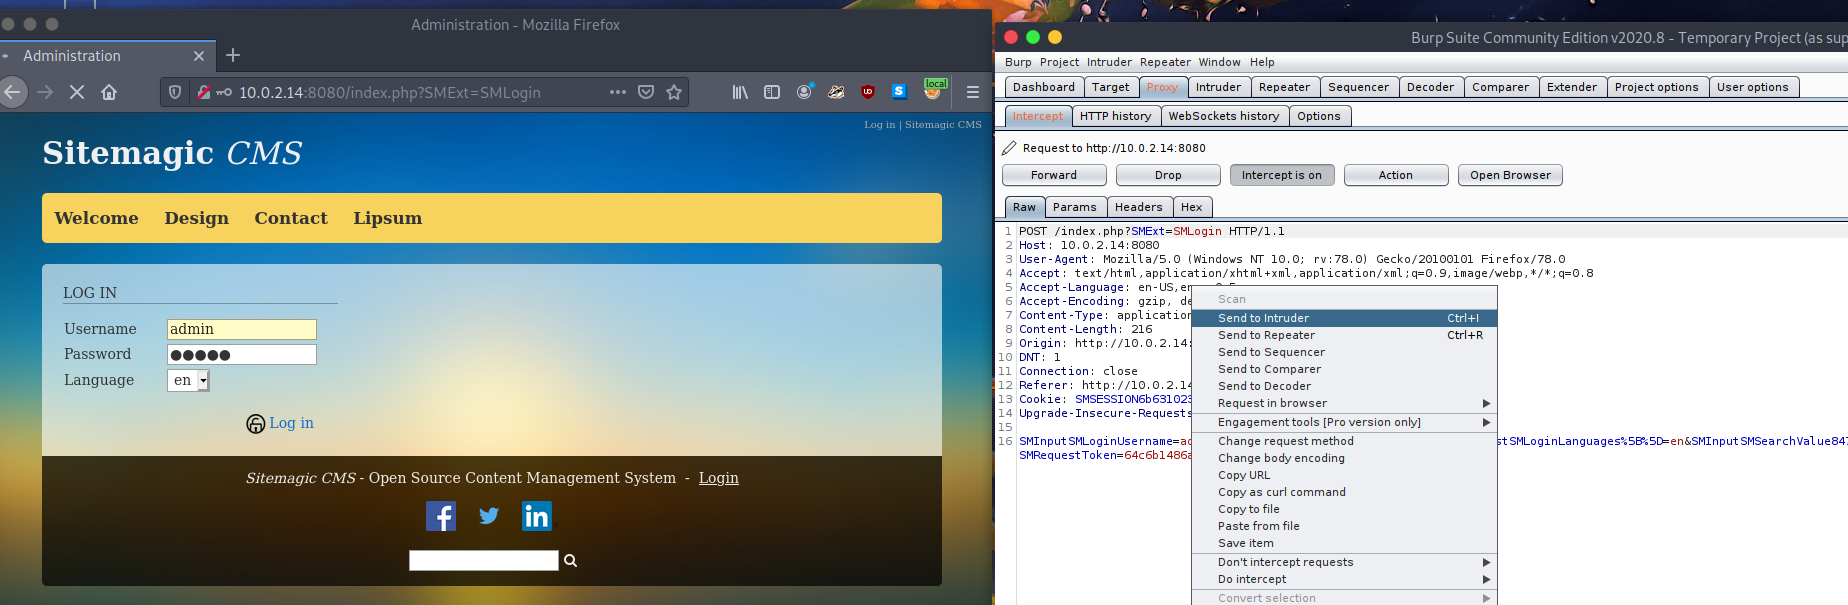 Administration - Mozilla Firefox
Administration
10.0.2.14:8080/index.php?SMExt=SMLogin
local
Log in | Sitemagic CMS
Sitemagic CMS
Welcome Design Contact Lipsum
LOG IN
Username admin
Password ●●●●●
Language en
Log in
Sitemagic CMS - Open Source Content Management System - Login
Burp Suite Community Edition v2020.8 - Temporary Project (as sup
Burp Project Intruder Repeater Window Help
Dashboard Target Proxy Intruder Repeater Sequencer Decoder Comparer Extender Project options User options
Intercept HTTP history WebSockets history Options
Request to http://10.0.2.14:8080
Forward Drop Intercept is on Action Open Browser
Raw Params Headers Hex
1 POST /index.php?SMExt=SMLogin HTTP/1.1
2 Host: 10.0.2.14:8080
3 User-Agent: Mozilla/5.0 (Windows NT 10.0; rv:78.0) Gecko/20100101 Firefox/78.0
4 Accept: text/html,application/xhtml+xml,application/xml;q=0.9,image/webp,*/*;q=0.8
5 Accept-Language: en-US,en
6 Accept-Encoding: gzip, de
7 Content-Type: application
8 Content-Length: 216
9 Origin: http://10.0.2.14:
10 DNT: 1
11 Connection: close
12 Referer: http://10.0.2.14
13 Cookie: SMSESSION6b631023
14 Upgrade-Insecure-Requests
15
16 SMInputSMLoginUsername=ad stSMLoginLanguages%5B%5D=en&SMInputSMSearchValue847
SMRequestToken=64c6b1486a
Scan
Send to Intruder Ctrl+I
Send to Repeater Ctrl+R
Send to Sequencer
Send to Comparer
Send to Decoder
Request in browser
Engagement tools [Pro version only]
Change request method
Change body encoding
Copy URL
Copy as curl command
Copy to file
Paste from file
Save item
Don't intercept requests
Do intercept
Convert selection